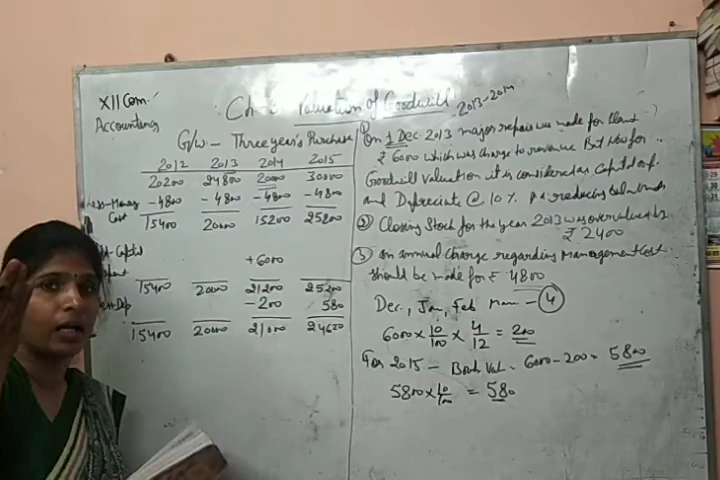 XII Com.
Accountancy
Ch-2 Valuation of Goodwill
2013-2014
G/W – Three year's Purchase
2012 2013 2014 2015
20200 24800 20000 30000
-4800 -4800 -4800 -4800
Cost
15400 20000 15200 25200
Capital
+6000
15400 20000 21200 25200
Dep
-200 580
15400 20000 21000 24620
① On 1 Dec 2013 major repair was made for Plant
₹ 6000 which was charge to revenue But Now for
Goodwill Valuation it is considered as Capital exp.
and Depreciate @ 10% P.a reducing balance
② Closing Stock for the year 2013 was overvalued by
₹ 2400
③ An annual charge regarding Management Cost
should be made for ₹ 4800
Dec., Jan, Feb Mar – ④
6000 × 10/100 × 4/12 = 200
For 2015 – Book Val = 6000 - 200 = 5800
5800 × 10/100 = 580